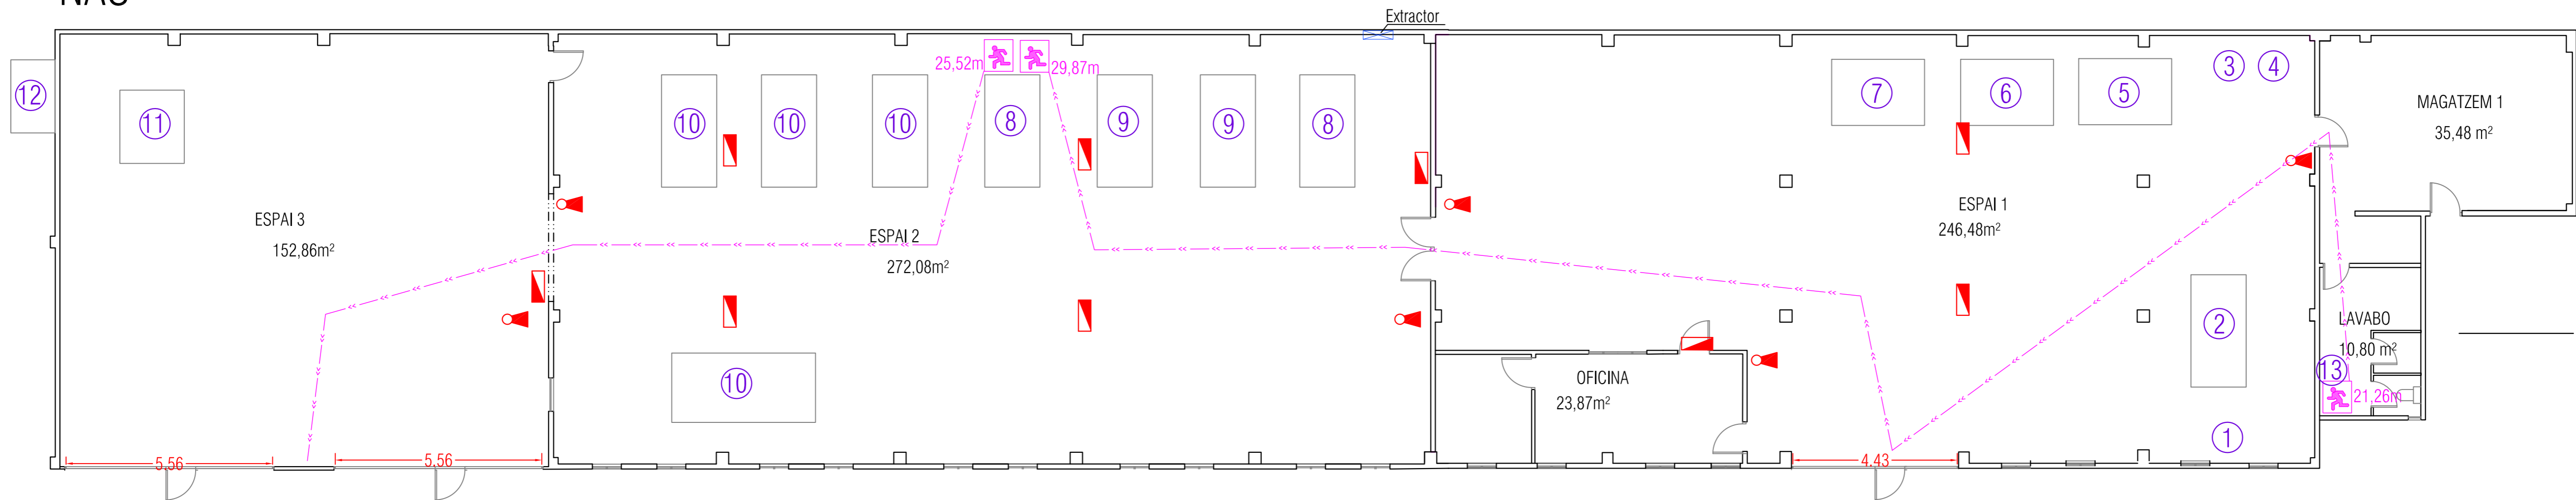 NAU
Extractor
25,52m
29,87m
12
11
10
10
10
8
9
9
8
7
6
5
3
4
MAGATZEM 1
35,48 m²
ESPAI 3
152,86m²
ESPAI 2
272,08m²
ESPAI 1
246,48m²
2
LAVABO
10,80 m²
13
21,26m
10
OFICINA
23,87m²
1
5,56
5,56
4,43